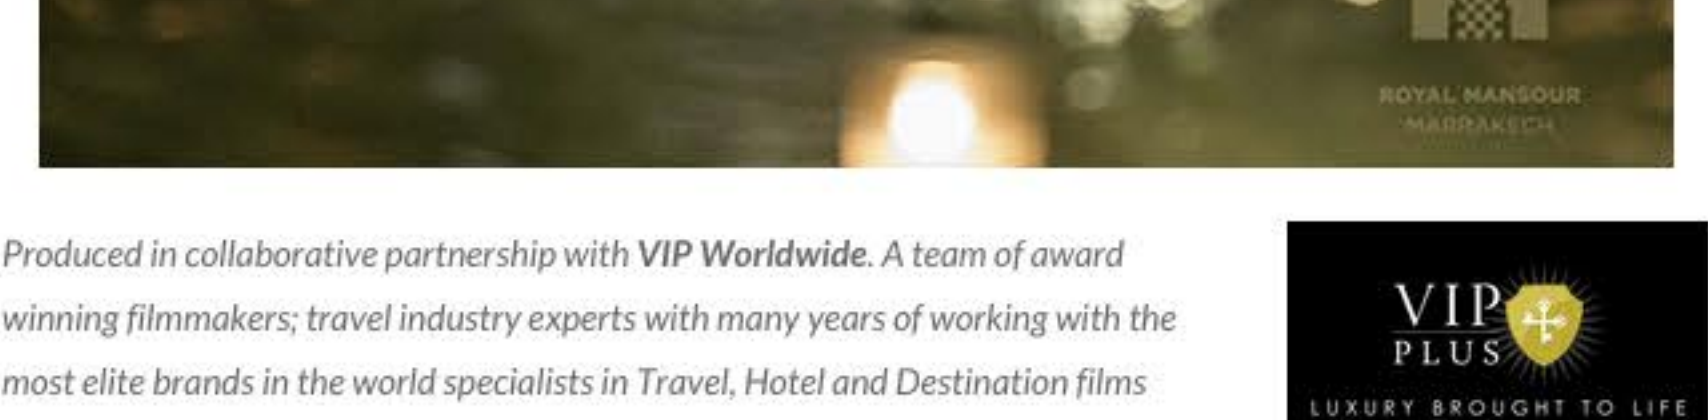 ROYAL MANSOUR
MARRAKECH
Produced in collaborative partnership with VIP Worldwide. A team of award
winning filmmakers; travel industry experts with many years of working with the
most elite brands in the world specialists in Travel, Hotel and Destination films
VIP
PLUS
LUXURY BROUGHT TO LIFE